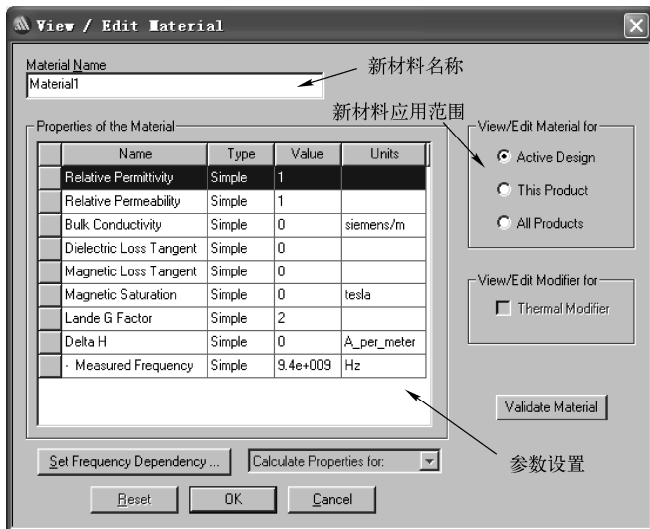 View / Edit Material
Material Name
Material1
新材料名称
新材料应用范围
Properties of the Material
Name Type Value Units
Relative Permittivity Simple 1
Relative Permeability Simple 1
Bulk Conductivity Simple 0 siemens/m
Dielectric Loss Tangent Simple 0
Magnetic Loss Tangent Simple 0
Magnetic Saturation Simple 0 tesla
Lande G Factor Simple 2
Delta H Simple 0 A_per_meter
- Measured Frequency Simple 9.4e+009 Hz
View/Edit Material for
Active Design
This Product
All Products
View/Edit Modifier for
Thermal Modifier
Validate Material
参数设置
Set Frequency Dependency ...
Calculate Properties for:
Reset
OK
Cancel